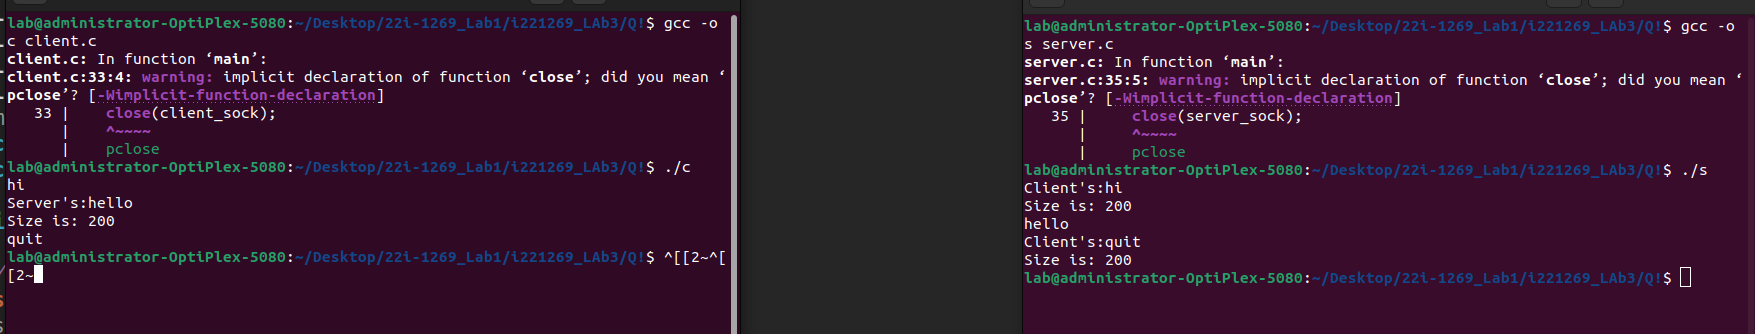 lab@administrator-OptiPlex-5080:~/Desktop/22i-1269_Lab1/i221269_LAb3/Q!$ gcc -o
c client.c
client.c: In function ‘main’:
client.c:33:4: warning: implicit declaration of function ‘close’; did you mean ‘
pclose’? [-Wimplicit-function-declaration]
   33 |    close(client_sock);
      |    ^~~~~
      |    pclose
lab@administrator-OptiPlex-5080:~/Desktop/22i-1269_Lab1/i221269_LAb3/Q!$ ./c
hi
Server's:hello
Size is: 200
quit
lab@administrator-OptiPlex-5080:~/Desktop/22i-1269_Lab1/i221269_LAb3/Q!$ ^[[2~^[
[2~
lab@administrator-OptiPlex-5080:~/Desktop/22i-1269_Lab1/i221269_LAb3/Q!$ gcc -o
s server.c
server.c: In function ‘main’:
server.c:35:5: warning: implicit declaration of function ‘close’; did you mean ‘
pclose’? [-Wimplicit-function-declaration]
   35 |     close(server_sock);
      |     ^~~~~
      |     pclose
lab@administrator-OptiPlex-5080:~/Desktop/22i-1269_Lab1/i221269_LAb3/Q!$ ./s
Client's:hi
Size is: 200
hello
Client's:quit
Size is: 200
lab@administrator-OptiPlex-5080:~/Desktop/22i-1269_Lab1/i221269_LAb3/Q!$